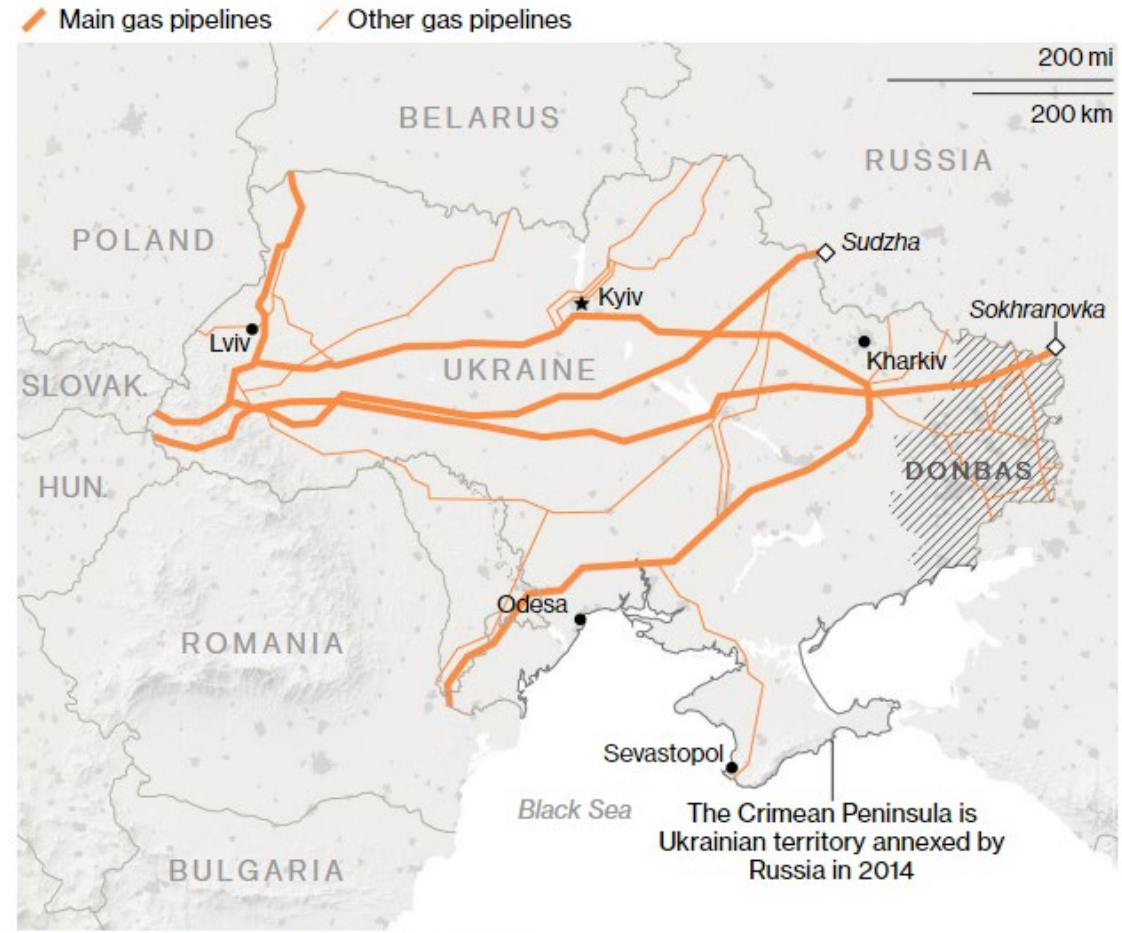 Main gas pipelines
Other gas pipelines
200 mi
200 km
BELARUS
RUSSIA
POLAND
Sudzha
Kyiv
Sokhranovka
Lviv
Kharkiv
UKRAINE
SLOVAK.
DONBAS
HUN.
Odesa
ROMANIA
Sevastopol
Black Sea
The Crimean Peninsula is
Ukrainian territory annexed by
Russia in 2014
BULGARIA